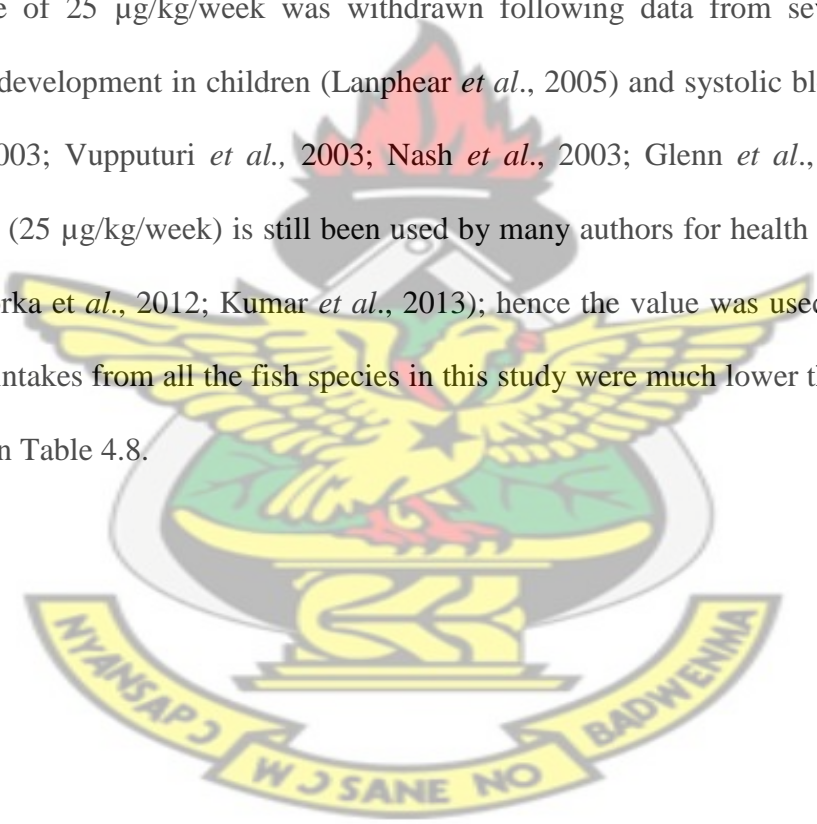 e of 25 µg/kg/week was withdrawn following data from sev
development in children (Lanphear et al., 2005) and systolic bl
003; Vupputuri et al., 2003; Nash et al., 2003; Glenn et al.,
(25 µg/kg/week) is still been used by many authors for health
rka et al., 2012; Kumar et al., 2013); hence the value was used
intakes from all the fish species in this study were much lower th
n Table 4.8.
NYANSAPƆ
WƆ SANE NO
BADWENMA